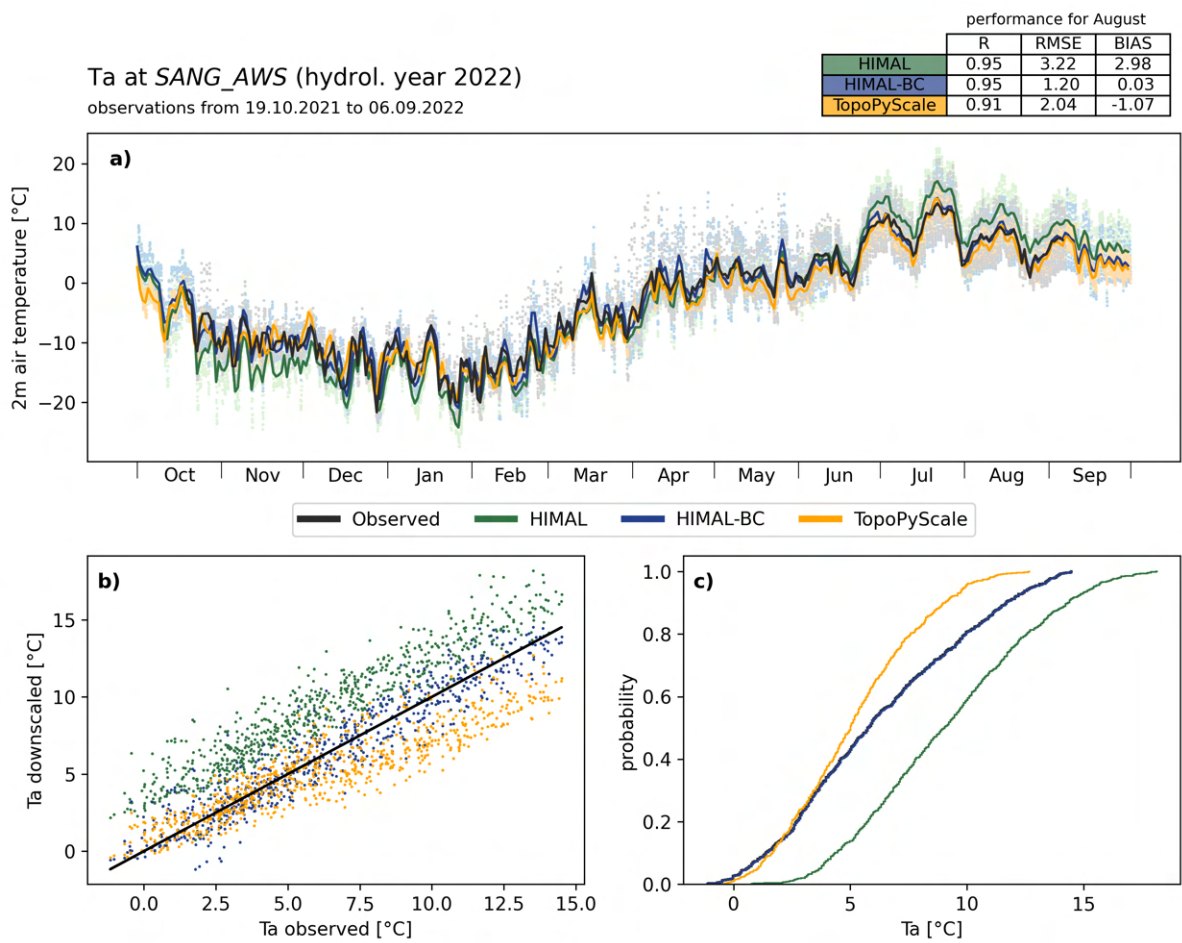 performance for August
R RMSE BIAS
HIMAL 0.95 3.22 2.98
HIMAL-BC 0.95 1.20 0.03
TopoPyScale 0.91 2.04 -1.07
Ta at SANG_AWS (hydrol. year 2022)
observations from 19.10.2021 to 06.09.2022
a)
2m air temperature [°C]
20
10
0
−10
−20
Oct Nov Dec Jan Feb Mar Apr May Jun Jul Aug Sep
Observed HIMAL HIMAL-BC TopoPyScale
b)
Ta downscaled [°C]
15
10
5
0
0.0 2.5 5.0 7.5 10.0 12.5 15.0
Ta observed [°C]
c)
probability
1.0
0.8
0.6
0.4
0.2
0.0
0 5 10 15
Ta [°C]